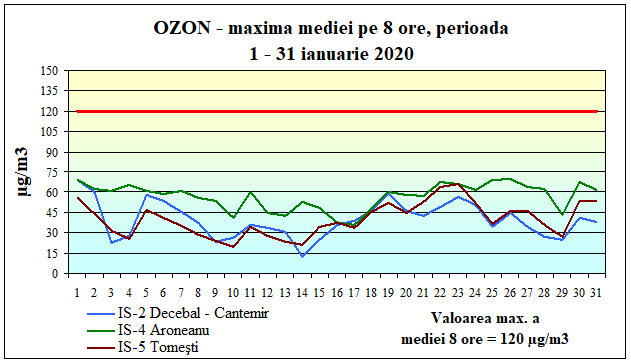 OZON - maxima mediei pe 8 ore, perioada
1 - 31 ianuarie 2020
µg/m3
150
135
120
105
90
75
60
45
30
15
0
1 2 3 4 5 6 7 8 9 10 11 12 13 14 15 16 17 18 19 20 21 22 23 24 25 26 27 28 29 30 31
IS-2 Decebal - Cantemir
IS-4 Aroneanu
IS-5 Tomeşti
Valoarea max. a
mediei 8 ore = 120 µg/m3